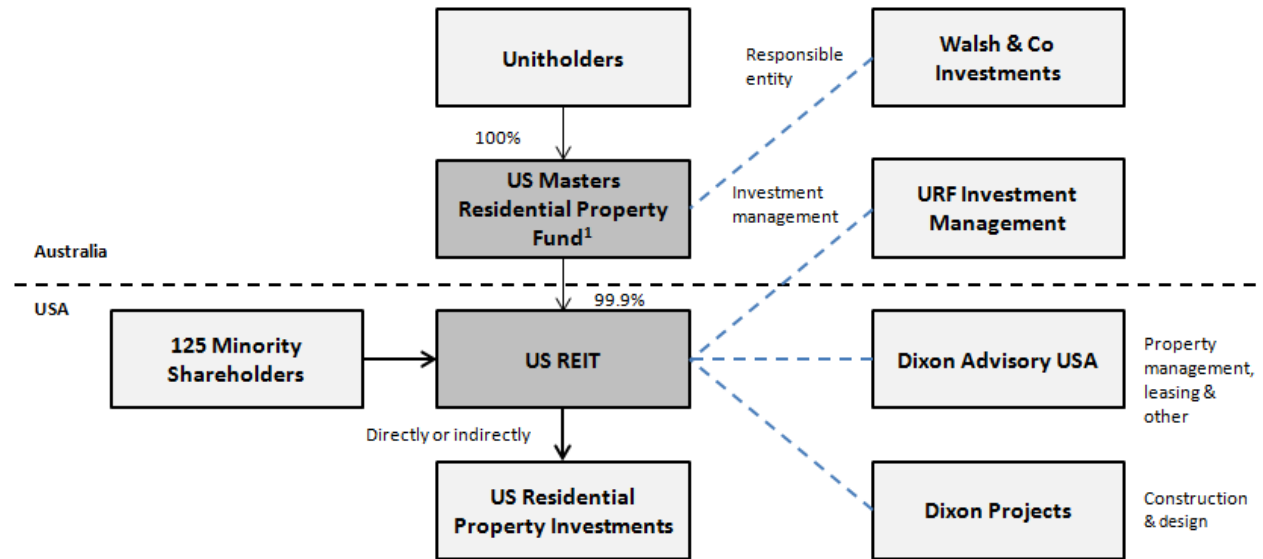 Unitholders
Responsible
entity
Walsh & Co
Investments
100%
US Masters
Residential Property
Fund¹
Investment
management
URF Investment
Management
Australia
USA
99.9%
125 Minority
Shareholders
US REIT
Dixon Advisory USA
Property
management,
leasing &
other
Directly or indirectly
US Residential
Property Investments
Dixon Projects
Construction
& design